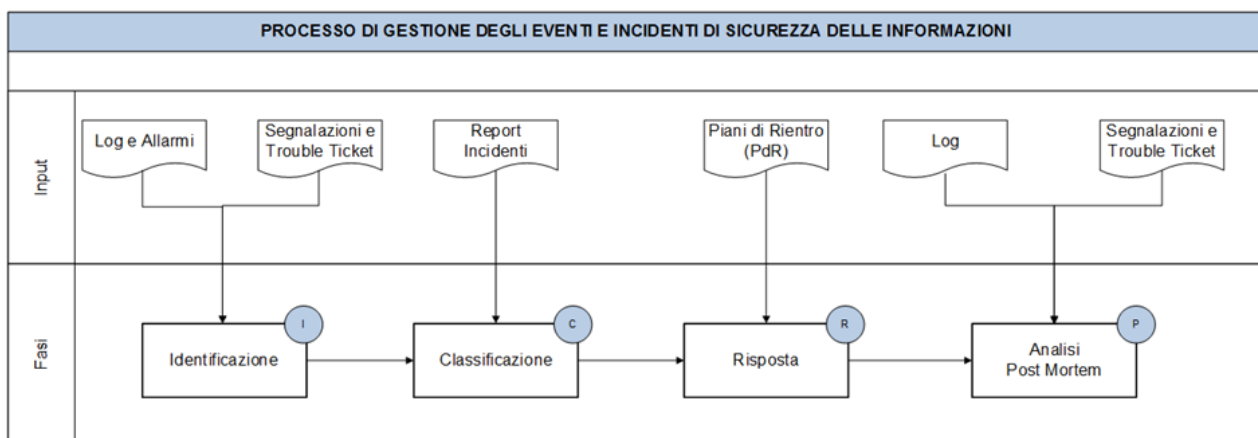 PROCESSO DI GESTIONE DEGLI EVENTI E INCIDENTI DI SICUREZZA DELLE INFORMAZIONI
Input
Log e Allarmi
Segnalazioni e
Trouble Ticket
Report
Incidenti
Piani di Rientro
(PdR)
Log
Segnalazioni e
Trouble Ticket
Fasi
I
Identificazione
C
Classificazione
R
Risposta
P
Analisi
Post Mortem